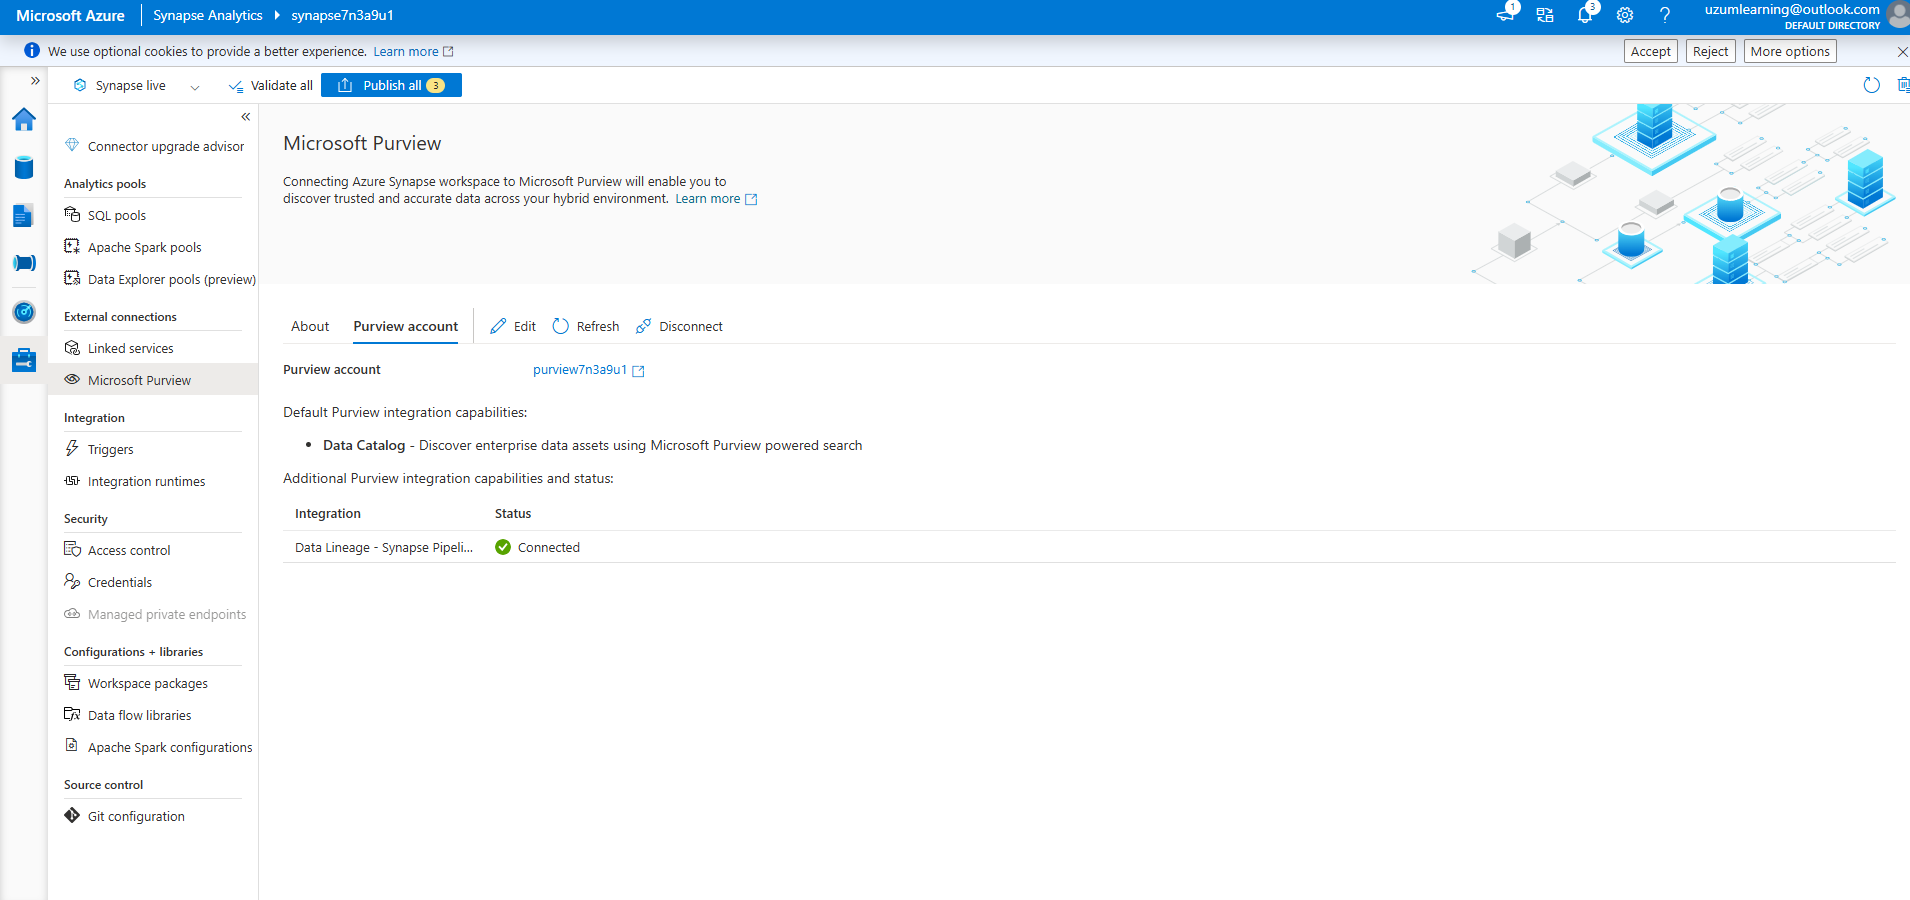 Microsoft Azure
Synapse Analytics
synapse7n3a9u1
1
3
uzumlearning@outlook.com
DEFAULT DIRECTORY
We use optional cookies to provide a better experience. Learn more
Accept
Reject
More options
Synapse live
Validate all
Publish all 3
Connector upgrade advisor
Analytics pools
SQL pools
Apache Spark pools
Data Explorer pools (preview)
External connections
Linked services
Microsoft Purview
Integration
Triggers
Integration runtimes
Security
Access control
Credentials
Managed private endpoints
Configurations + libraries
Workspace packages
Data flow libraries
Apache Spark configurations
Source control
Git configuration
Microsoft Purview
Connecting Azure Synapse workspace to Microsoft Purview will enable you to
discover trusted and accurate data across your hybrid environment. Learn more
About
Purview account
Edit
Refresh
Disconnect
Purview account
purview7n3a9u1
Default Purview integration capabilities:
• Data Catalog - Discover enterprise data assets using Microsoft Purview powered search
Additional Purview integration capabilities and status:
Integration
Status
Data Lineage - Synapse Pipeli...
Connected